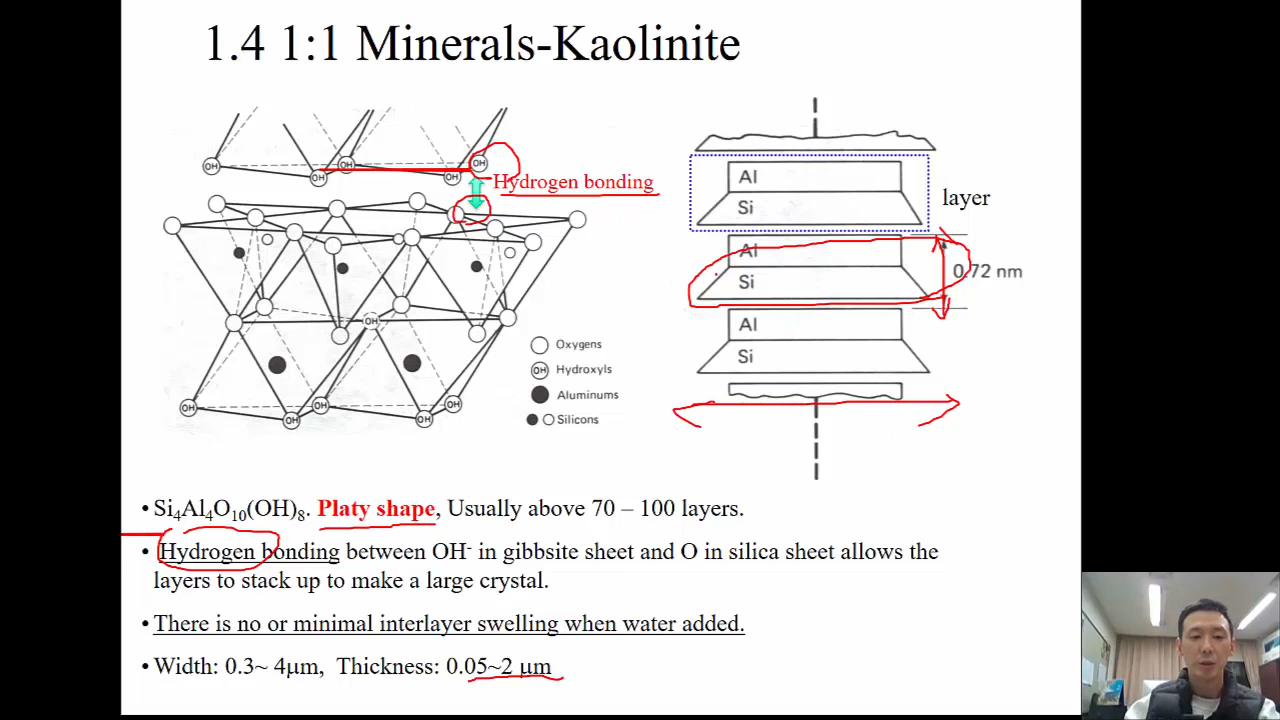 1.4 1:1 Minerals-Kaolinite
OH
OH
OH
OH
OH
Hydrogen bonding
OH
OH
OH
OH
OH
OH
Oxygens
OH Hydroxyls
Aluminums
Silicons
Al
Si
layer
Al
Si
0.72 nm
Al
Si
•Si₄Al₄O₁₀(OH)₈. Platy shape, Usually above 70 – 100 layers.
• Hydrogen bonding between OH⁻ in gibbsite sheet and O in silica sheet allows the
layers to stack up to make a large crystal.
•There is no or minimal interlayer swelling when water added.
•Width: 0.3~ 4μm, Thickness: 0.05~2 μm